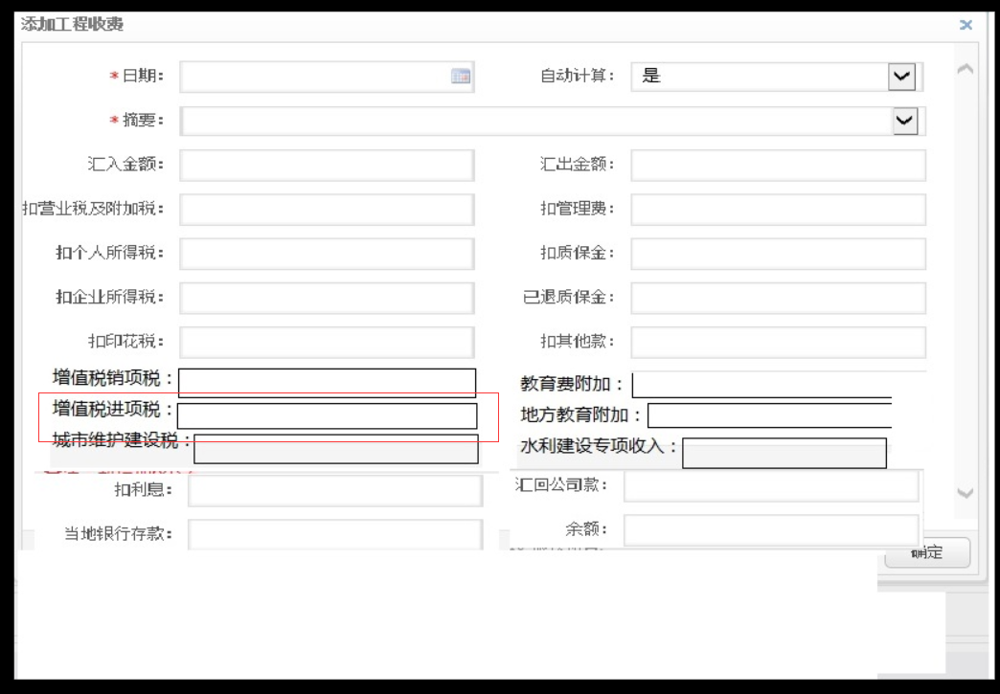 添加工程收费
*日期：
自动计算： 是
*摘要：
汇入金额： 汇出金额：
扣营业税及附加税： 扣管理费：
扣个人所得税： 扣质保金：
扣企业所得税： 已退质保金：
扣印花税： 扣其他款：
增值税销项税： 教育费附加：
增值税进项税： 地方教育附加：
城市维护建设税： 水利建设专项收入：
扣利息： 汇回公司款：
当地银行存款： 余额：
确定